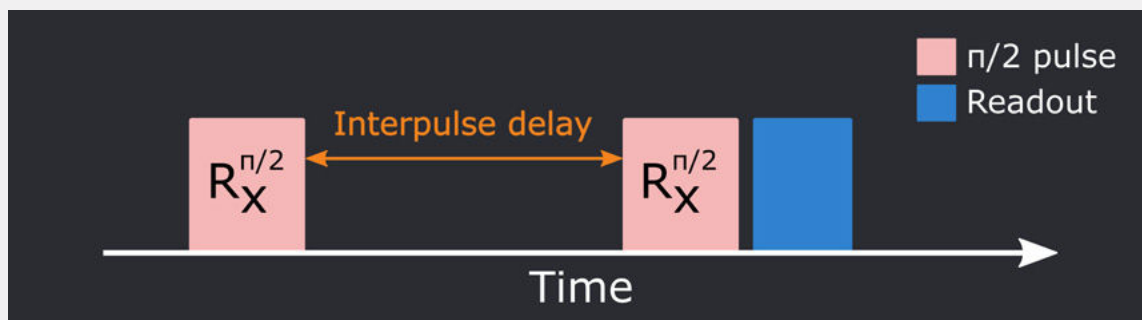 π/2 pulse
Readout
Interpulse delay
R_X^π/2
R_X^π/2
Time